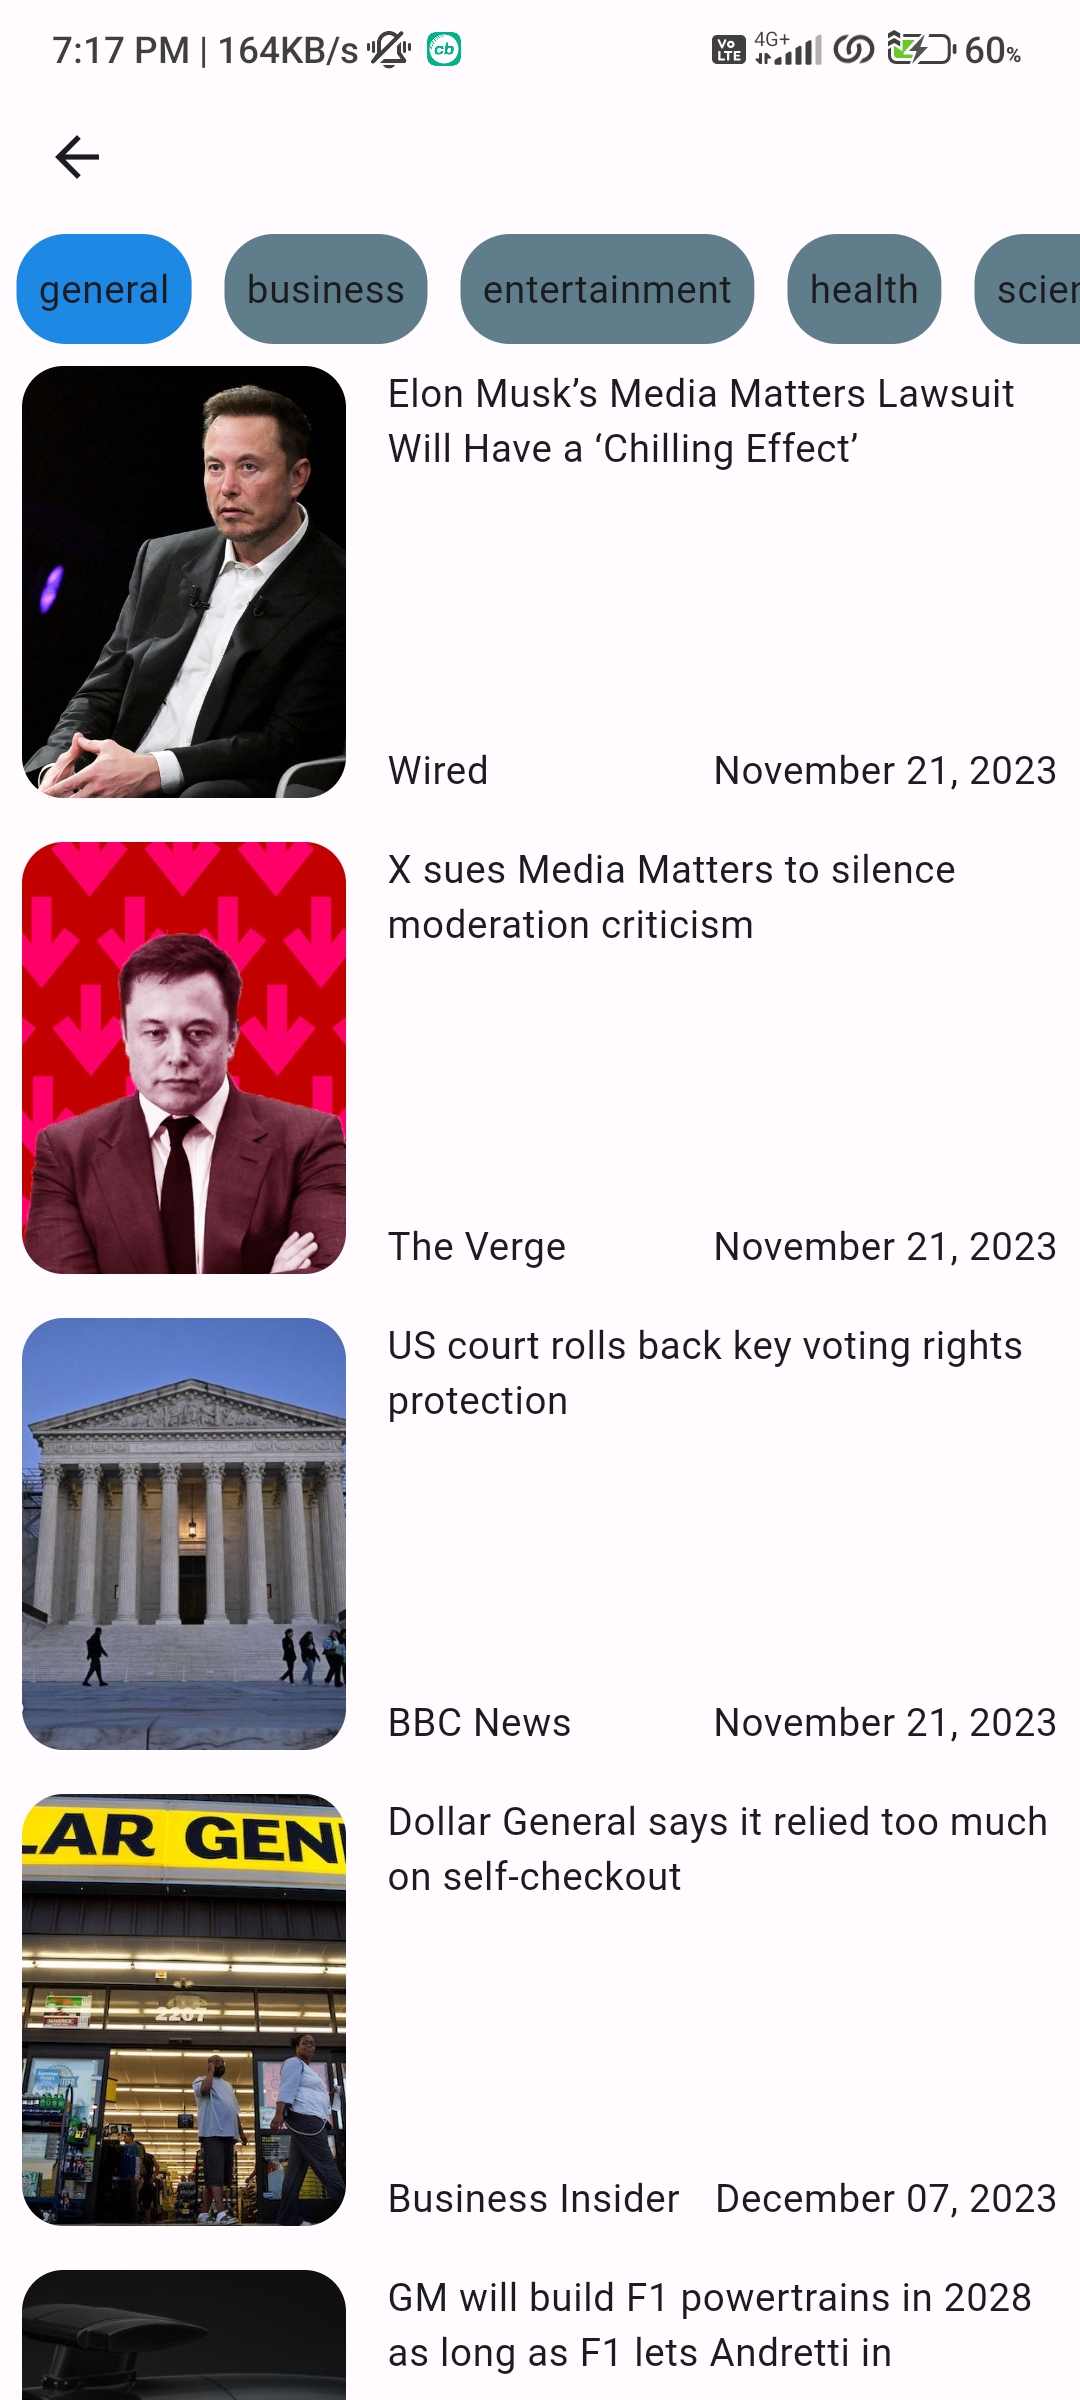 7:17 PM | 164KB/s cb Vo LTE 4G+ 60%
general business entertainment health scien
Elon Musk’s Media Matters Lawsuit
Will Have a ‘Chilling Effect’
Wired November 21, 2023
X sues Media Matters to silence
moderation criticism
The Verge November 21, 2023
US court rolls back key voting rights
protection
BBC News November 21, 2023
LAR GEN
2207
OPEN
Dollar General says it relied too much
on self-checkout
Business Insider December 07, 2023
GM will build F1 powertrains in 2028
as long as F1 lets Andretti in